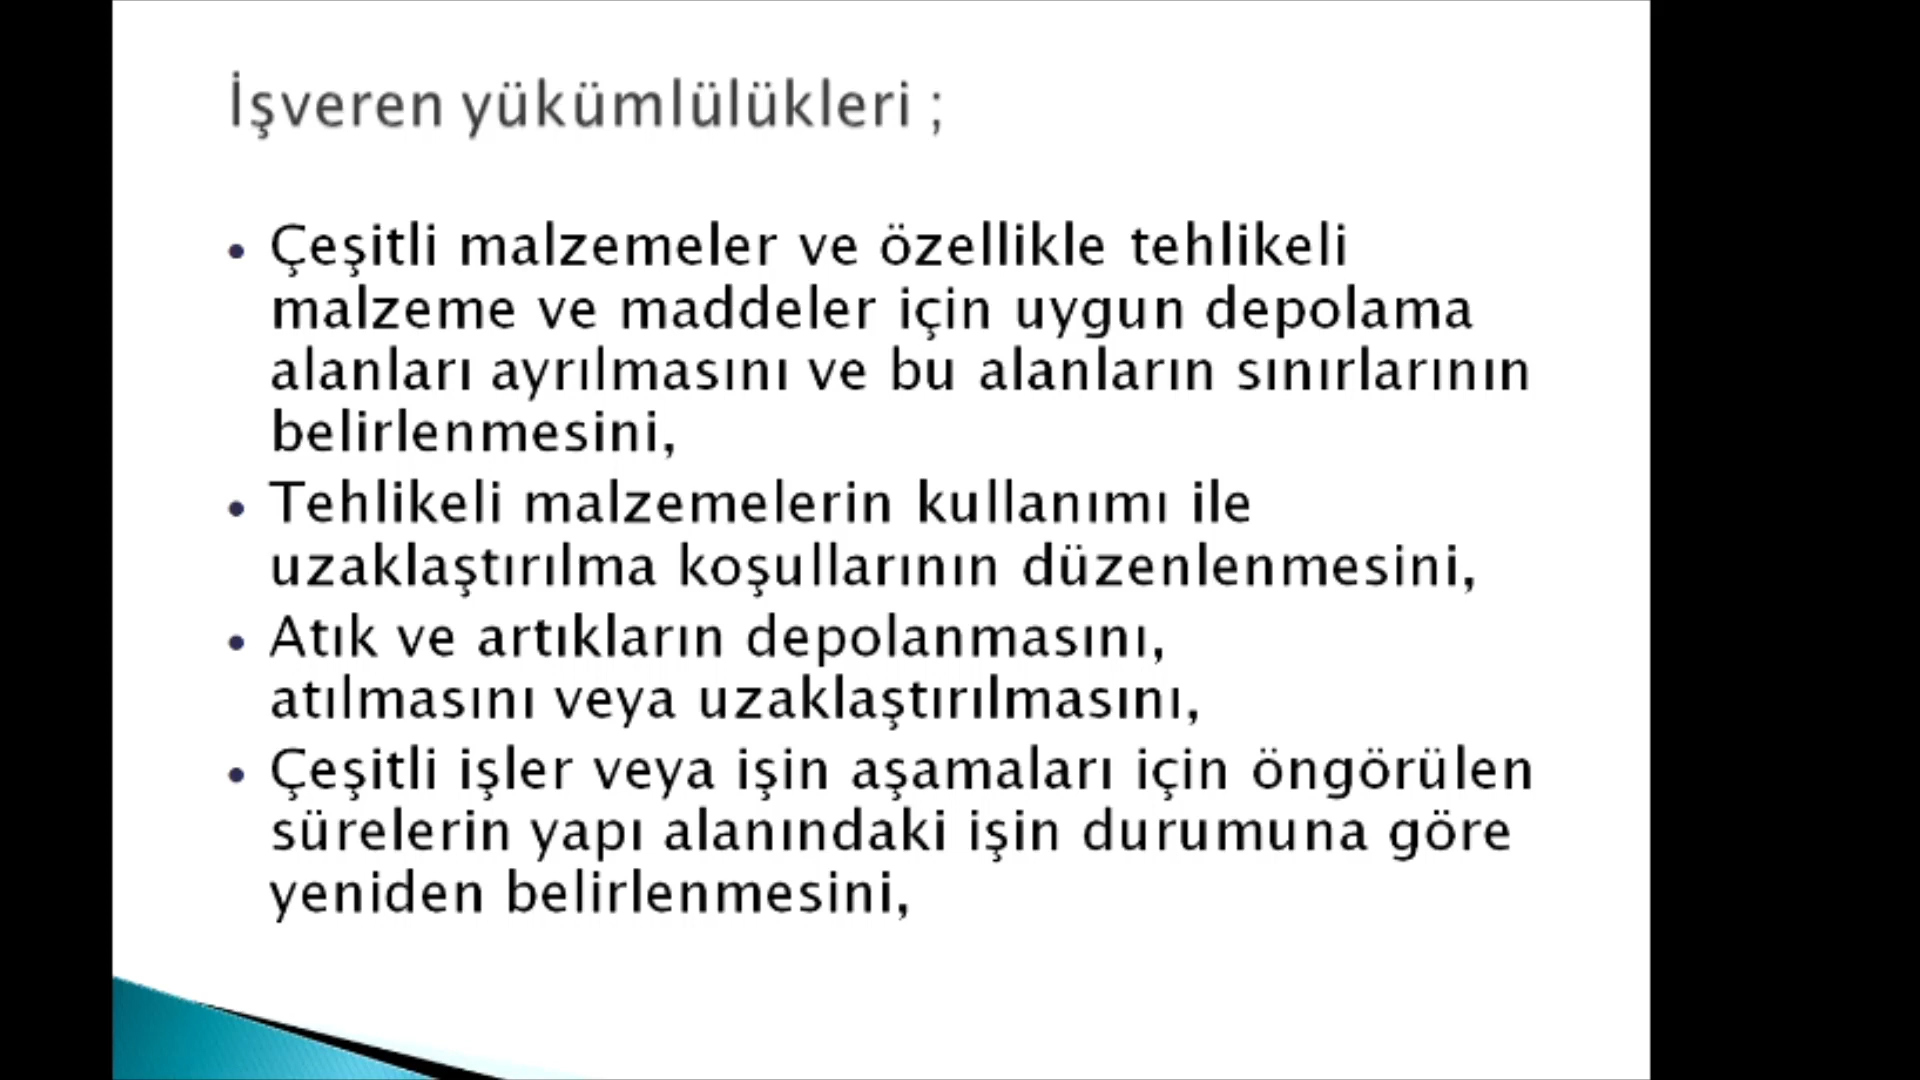 İşveren yükümlülükleri ;
• Çeşitli malzemeler ve özellikle tehlikeli
malzeme ve maddeler için uygun depolama
alanları ayrılmasını ve bu alanların sınırlarının
belirlenmesini,
• Tehlikeli malzemelerin kullanımı ile
uzaklaştırılma koşullarının düzenlenmesini,
• Atık ve artıkların depolanmasını,
atılmasını veya uzaklaştırılmasını,
• Çeşitli işler veya işin aşamaları için öngörülen
sürelerin yapı alanındaki işin durumuna göre
yeniden belirlenmesini,